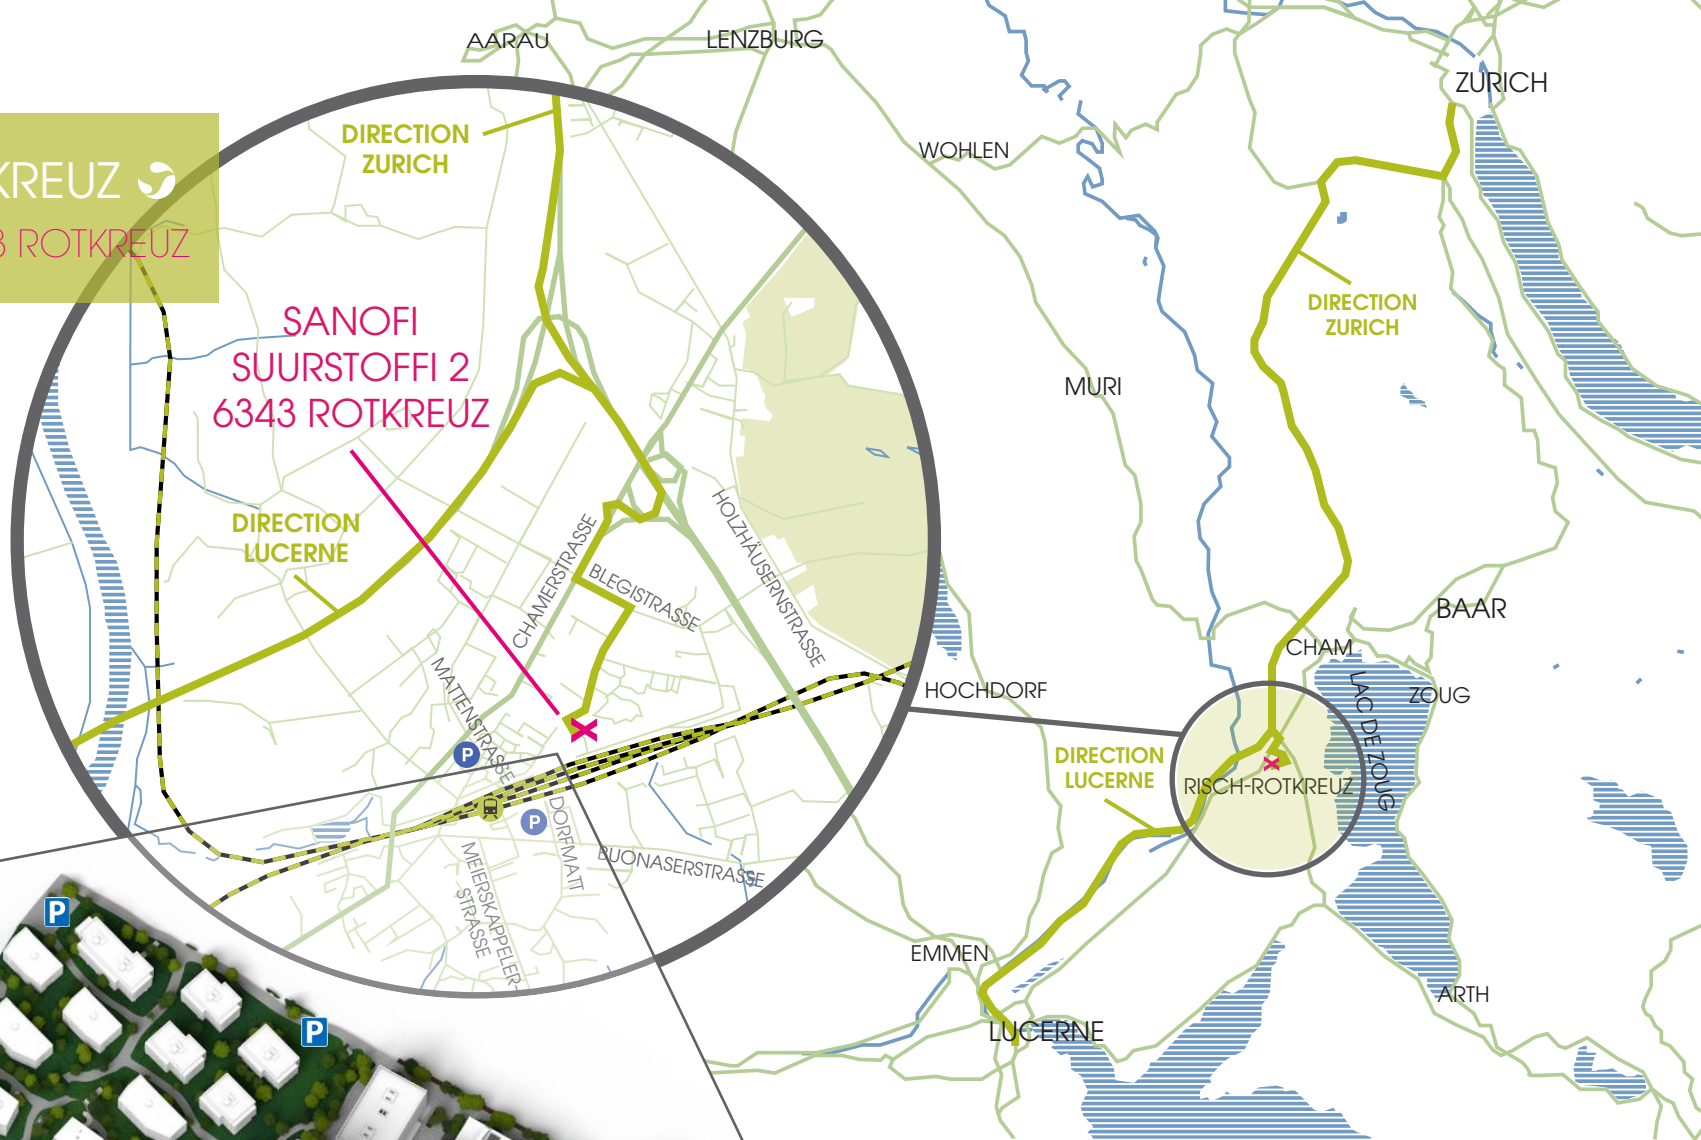 AARAU
LENZBURG
ZURICH
WOHLEN
DIRECTION
ZURICH
KREUZ
3 ROTKREUZ
SANOFI
SUURSTOFFI 2
6343 ROTKREUZ
DIRECTION
ZURICH
MURI
DIRECTION
LUCERNE
CHAMERSTRASSE
BLEGISTRASSE
HOLZHÄUSERNSTRASSE
MATTENSTRASSE
P
P
DORFMATT
BUONASERSTRASSE
MEIERSKAPPELER-
STRASSE
BAAR
CHAM
ZOUG
LAC DE ZOUG
HOCHDORF
DIRECTION
LUCERNE
RISCH-ROTKREUZ
EMMEN
ARTH
LUCERNE
P
P